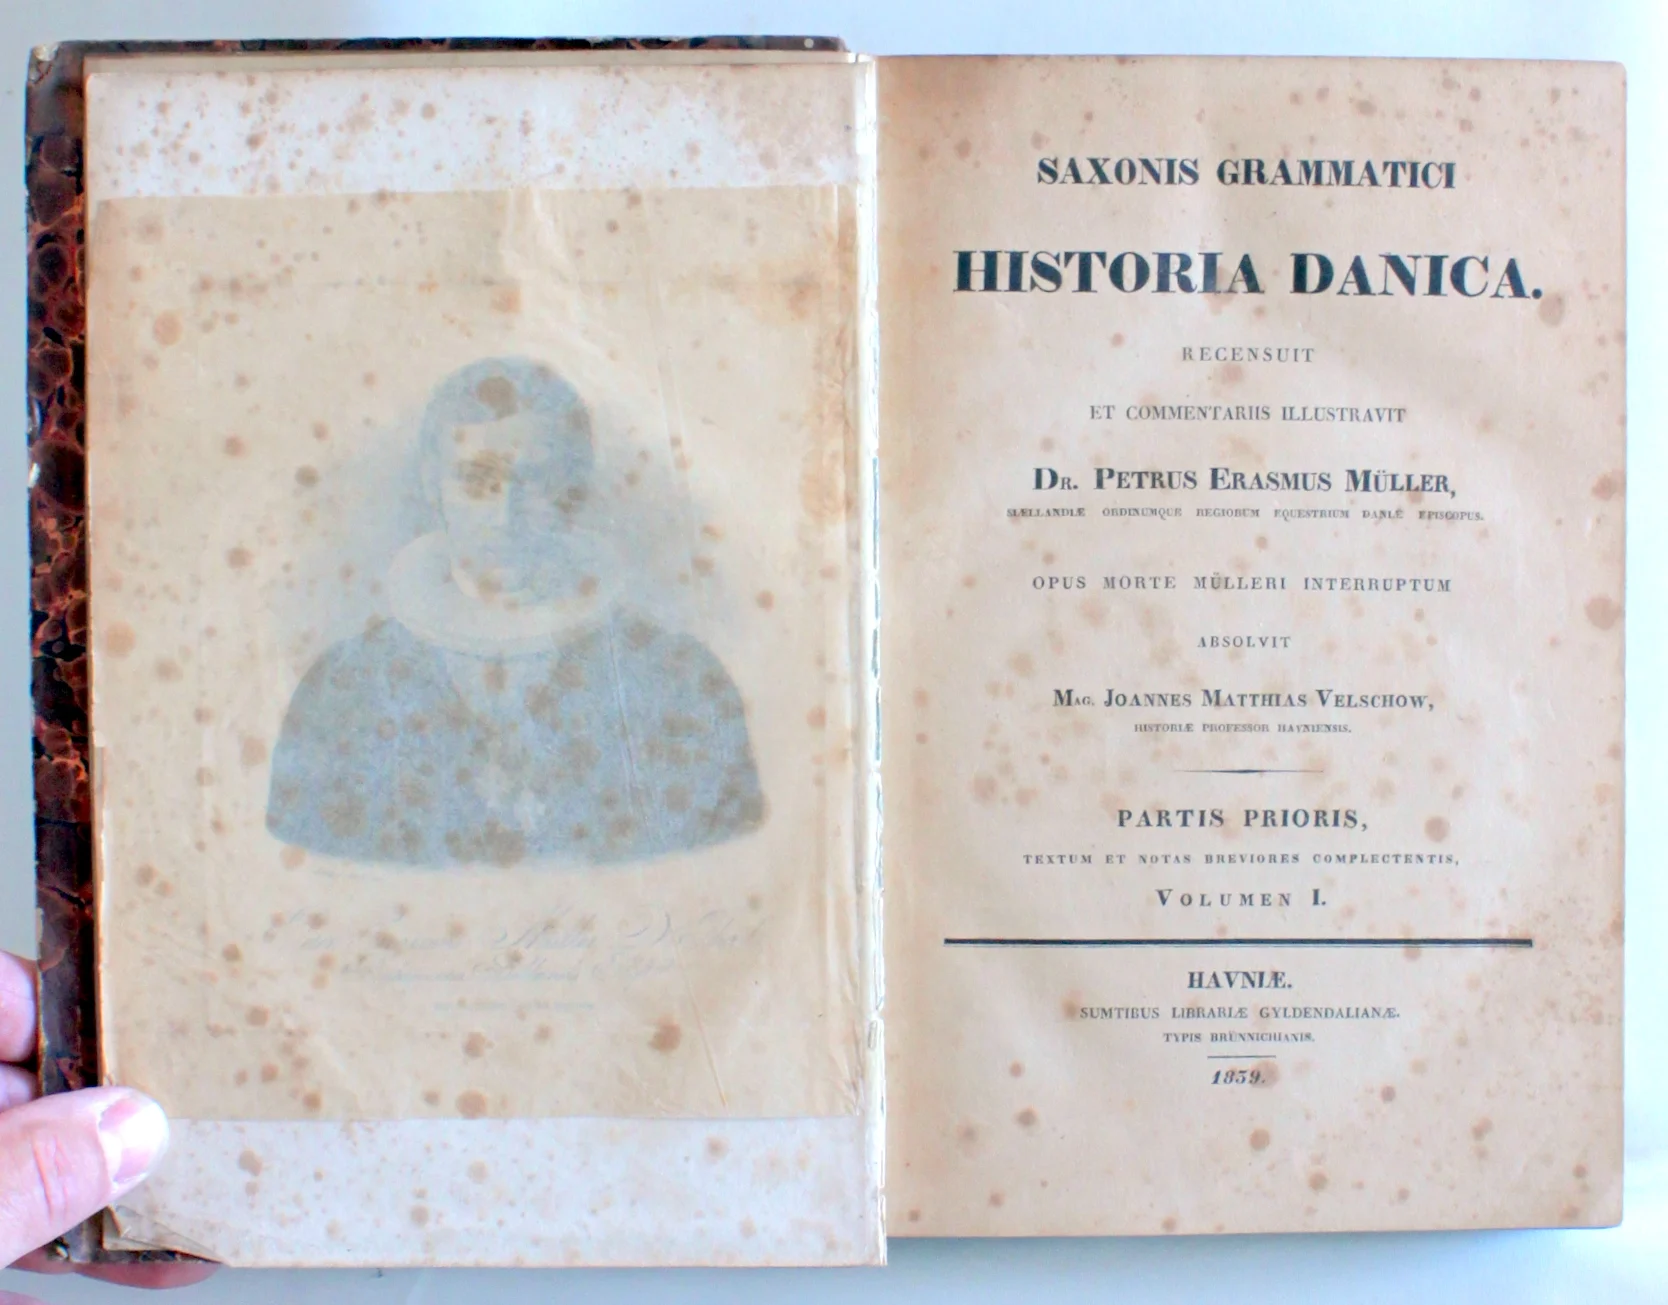 SAXONIS GRAMMATICI
HISTORIA DANICA.
RECENSUIT
ET COMMENTARIIS ILLUSTRAVIT
DR. PETRUS ERASMUS MÜLLER,
SIÆLLANDIÆ ORDINUMQUE REGIORUM EQUESTRIUM DANIÆ EPISCOPUS.
OPUS MORTE MÜLLERI INTERRUPTUM
ABSOLVIT
MAG. JOANNES MATTHIAS VELSCHOW,
HISTORIÆ PROFESSOR HAVNIENSIS.
PARTIS PRIORIS,
TEXTUM ET NOTAS BREVIORES COMPLECTENTIS,
VOLUMEN I.
HAVNIÆ.
SUMTIBUS LIBRARIÆ GYLDENDALIANÆ.
TYPIS BRÜNNICHIANIS.
1839.